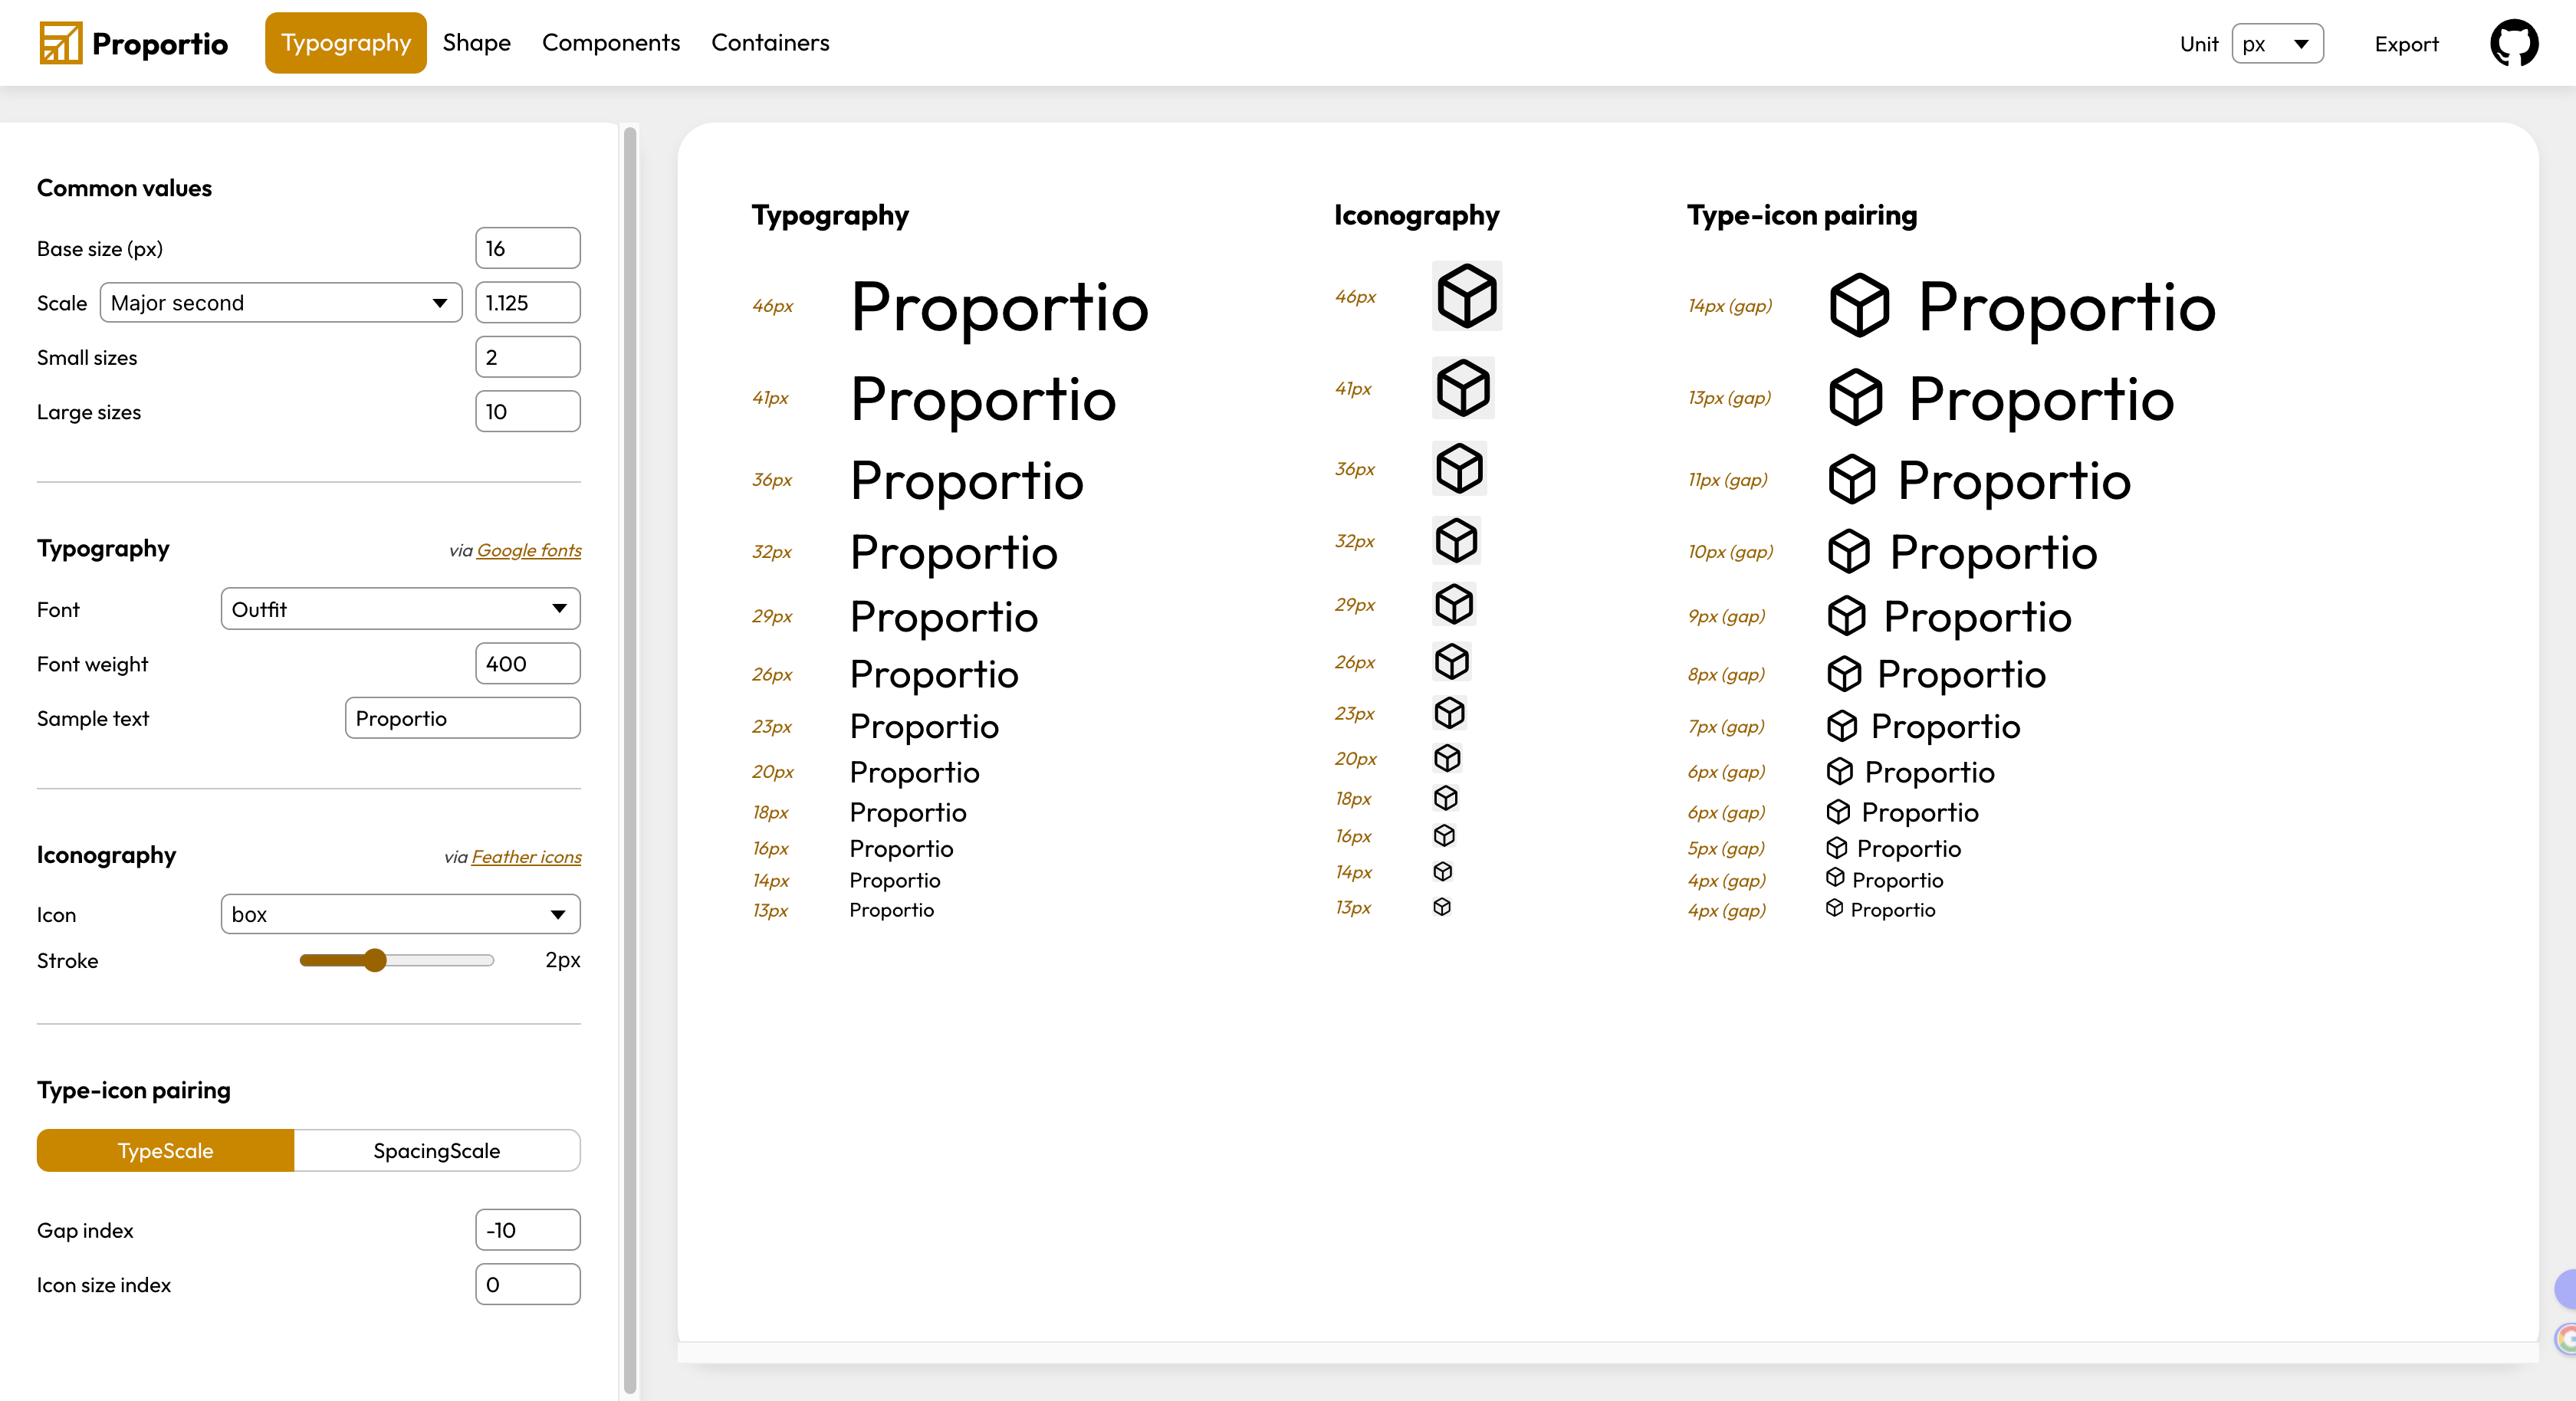 Proportio
Typography
Shape
Components
Containers
Unit
px
Export
Common values
Base size (px)
16
Scale
Major second
1.125
Small sizes
2
Large sizes
10
Typography
via Google fonts
Font
Outfit
Font weight
400
Sample text
Proportio
Iconography
via Feather icons
Icon
box
Stroke
2px
Type-icon pairing
TypeScale
SpacingScale
Gap index
-10
Icon size index
0
Typography
46px Proportio
41px Proportio
36px Proportio
32px Proportio
29px Proportio
26px Proportio
23px Proportio
20px Proportio
18px Proportio
16px Proportio
14px Proportio
13px Proportio
Iconography
46px
41px
36px
32px
29px
26px
23px
20px
18px
16px
14px
13px
Type-icon pairing
14px (gap) Proportio
13px (gap) Proportio
11px (gap) Proportio
10px (gap) Proportio
9px (gap) Proportio
8px (gap) Proportio
7px (gap) Proportio
6px (gap) Proportio
6px (gap) Proportio
5px (gap) Proportio
4px (gap) Proportio
4px (gap) Proportio